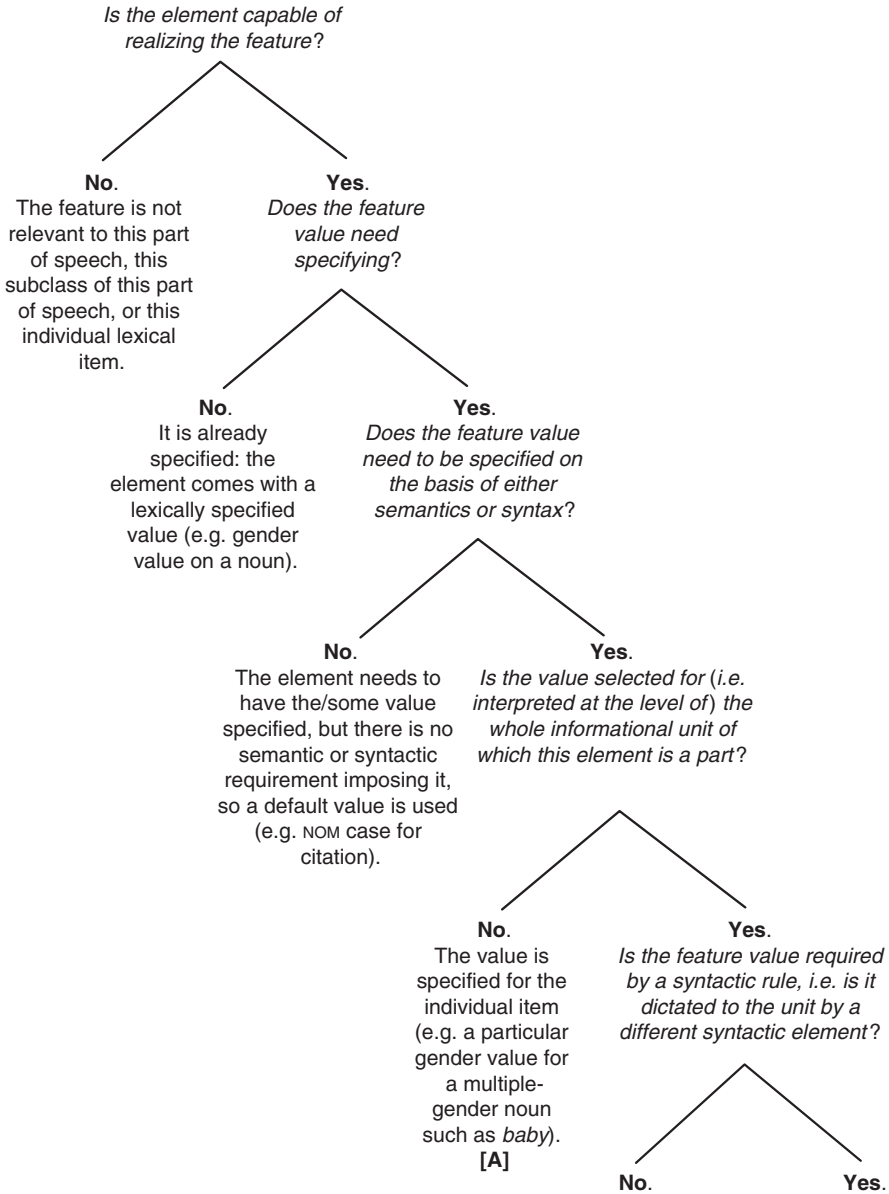 Is the element capable of
realizing the feature?
No.
The feature is not
relevant to this part
of speech, this
subclass of this part
of speech, or this
individual lexical
item.
Yes.
Does the feature
value need
specifying?
No.
It is already
specified: the
element comes with a
lexically specified
value (e.g. gender
value on a noun).
Yes.
Does the feature value
need to be specified on
the basis of either
semantics or syntax?
No.
The element needs to
have the/some value
specified, but there is no
semantic or syntactic
requirement imposing it,
so a default value is used
(e.g. NOM case for
citation).
Yes.
Is the value selected for (i.e.
interpreted at the level of) the
whole informational unit of
which this element is a part?
No.
The value is
specified for the
individual item
(e.g. a particular
gender value for
a multiple-
gender noun
such as baby).
[A]
Yes.
Is the feature value required
by a syntactic rule, i.e. is it
dictated to the unit by a
different syntactic element?
No.
Yes.